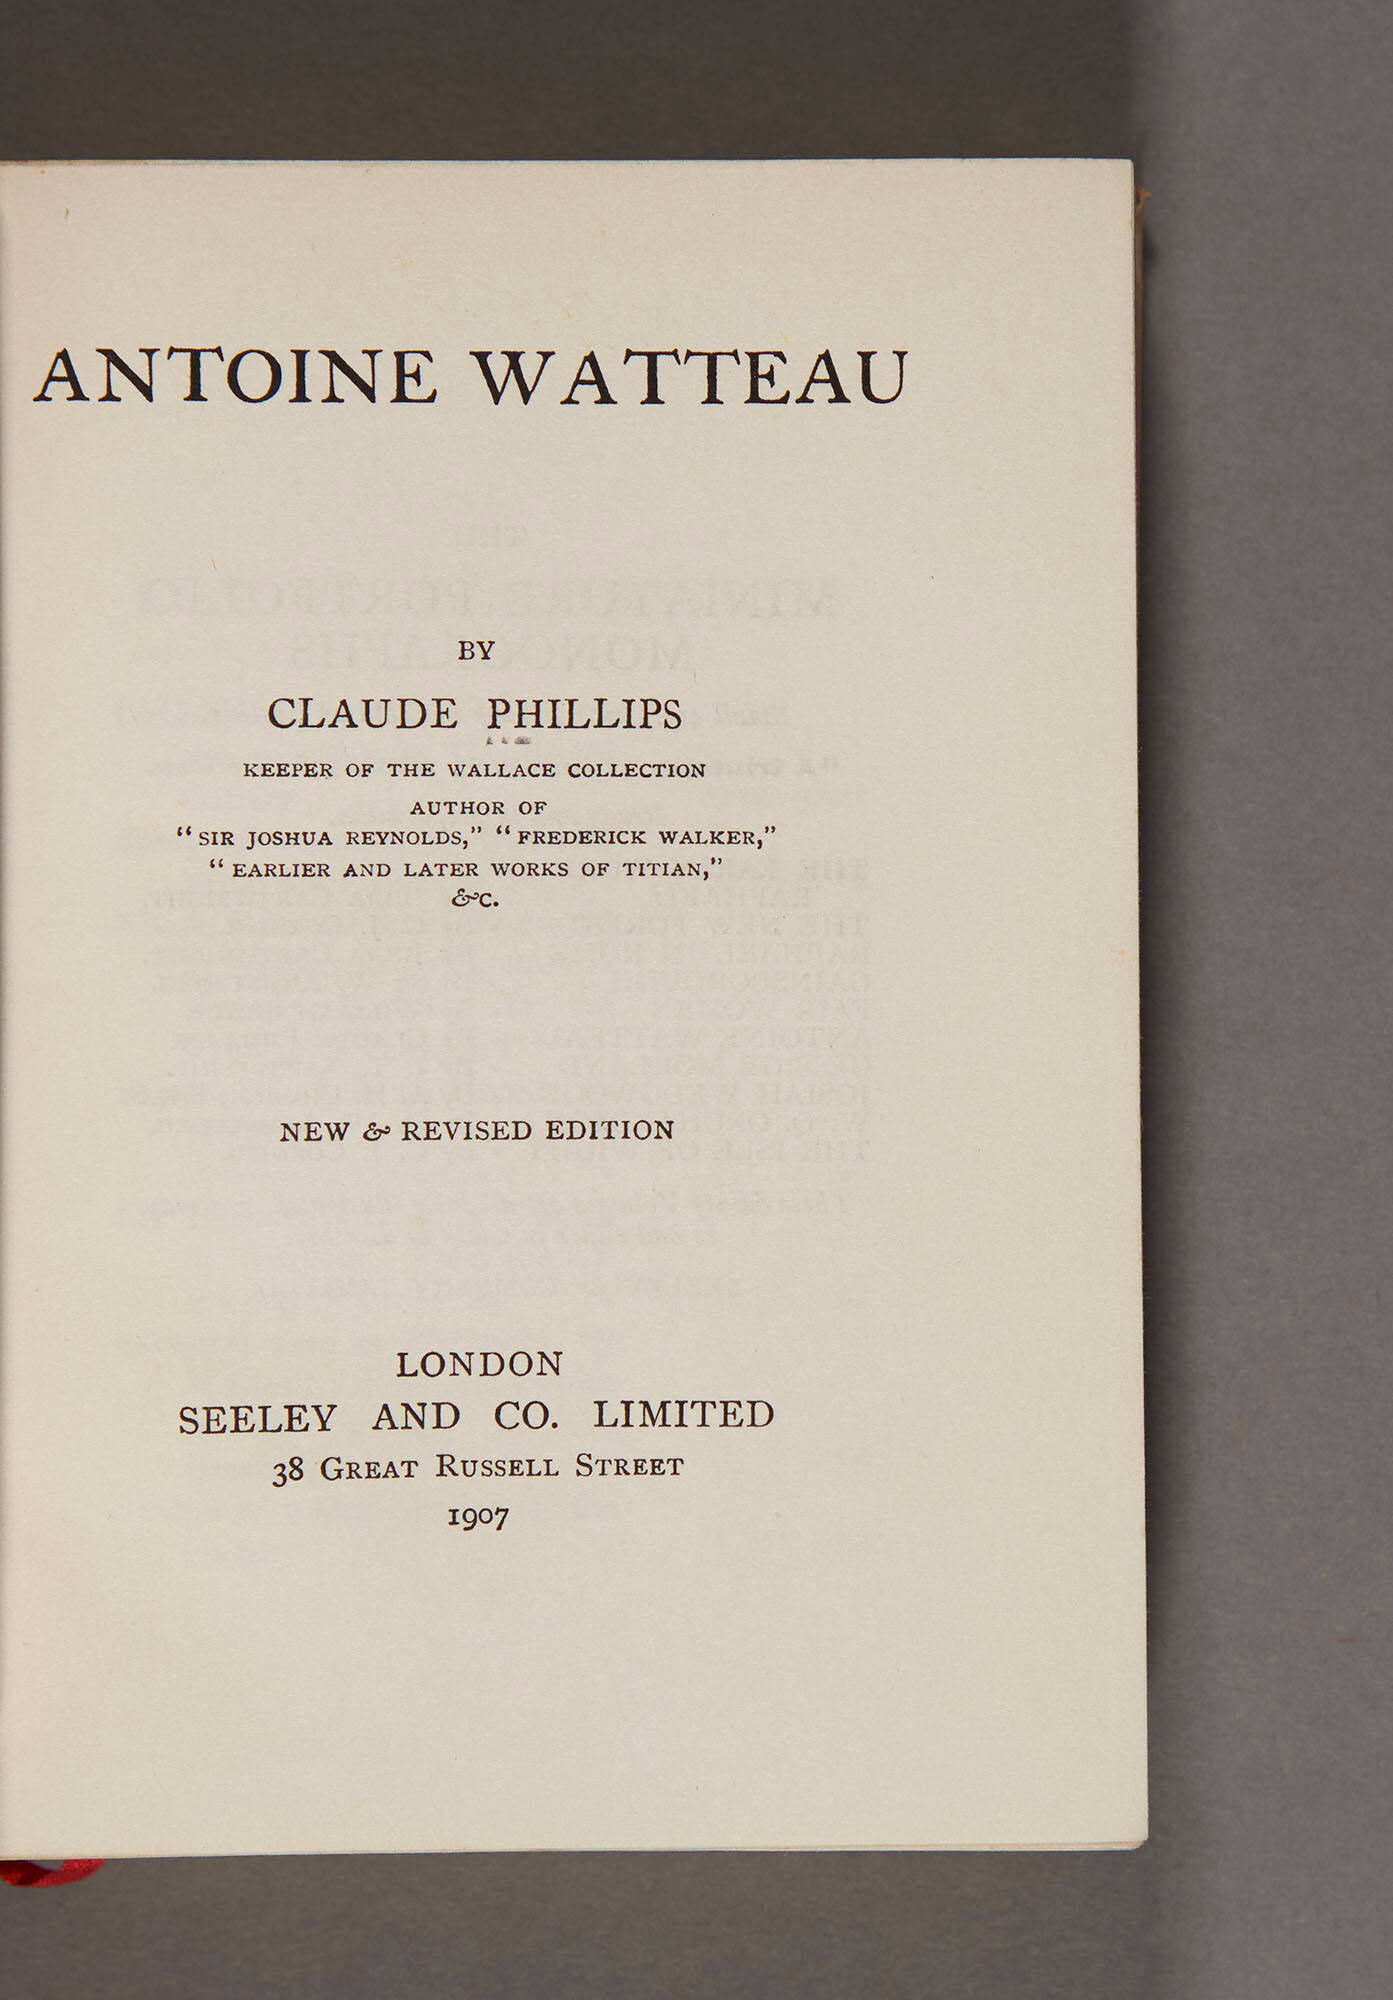 ANTOINE WATTEAU
BY
CLAUDE PHILLIPS
KEEPER OF THE WALLACE COLLECTION
AUTHOR OF
“SIR JOSHUA REYNOLDS,” “FREDERICK WALKER,”
“EARLIER AND LATER WORKS OF TITIAN,”
&c.
NEW & REVISED EDITION
LONDON
SEELEY AND CO. LIMITED
38 GREAT RUSSELL STREET
1907